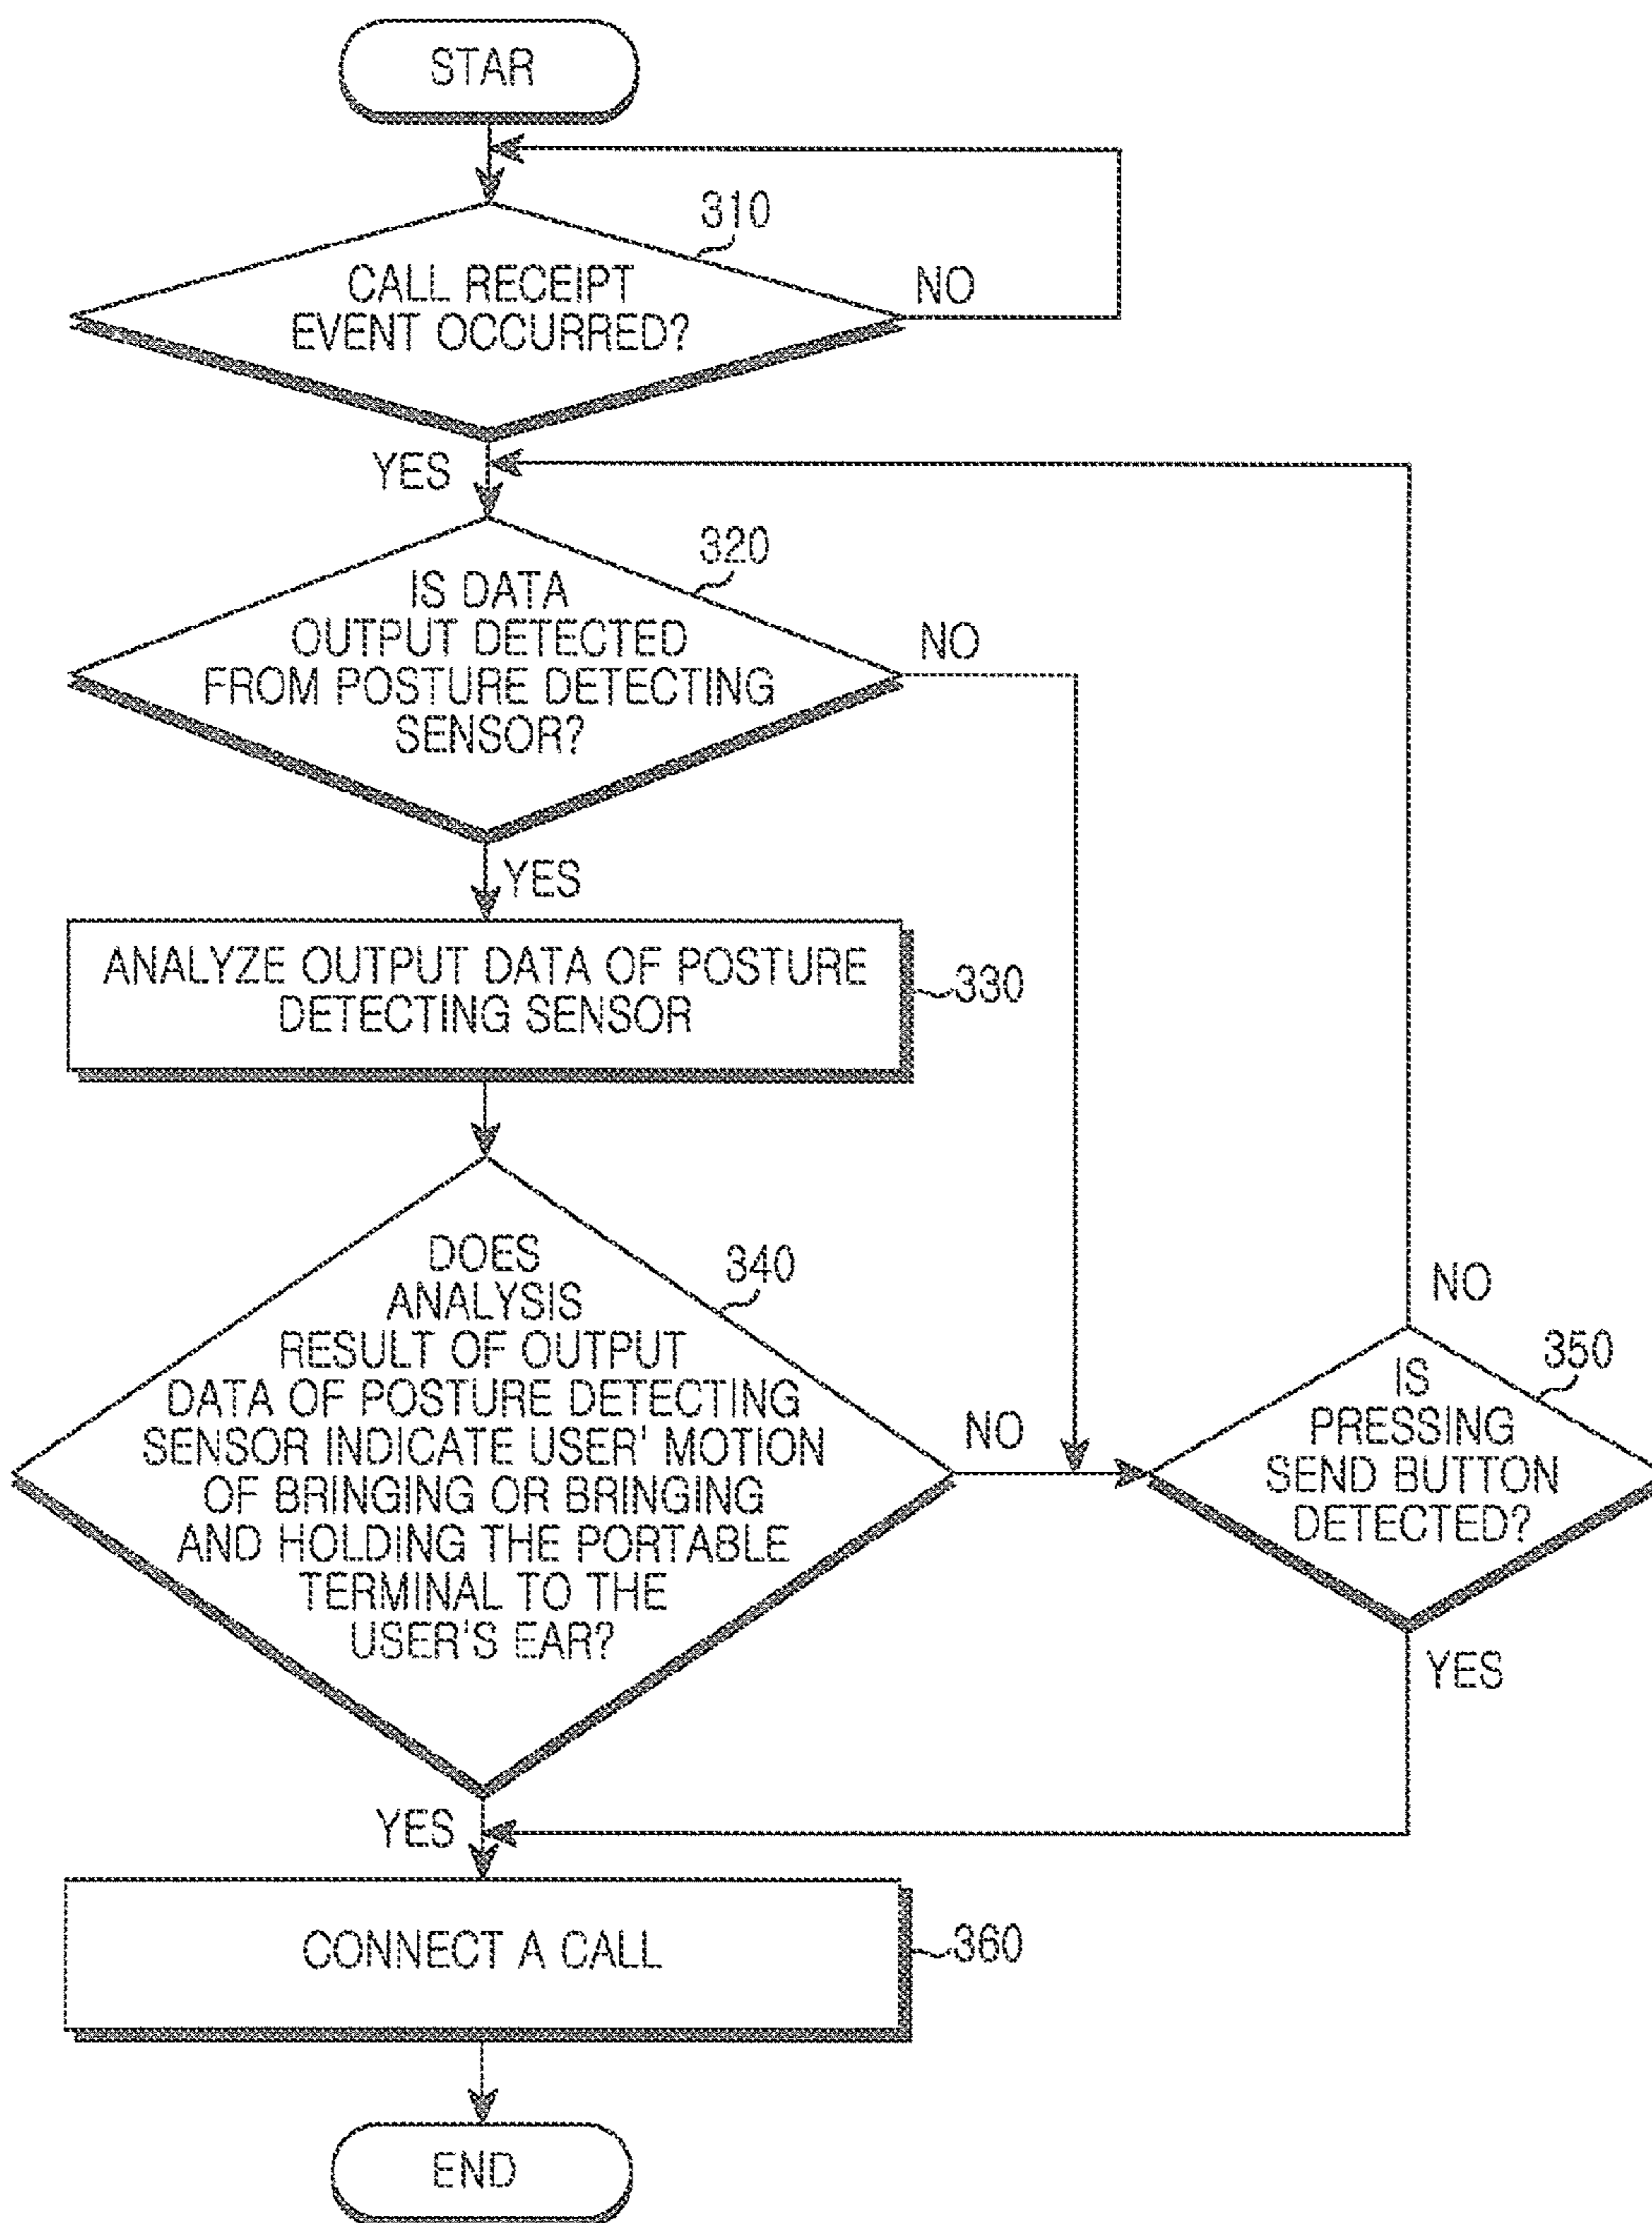 STAR
310
CALL RECEIPT
EVENT OCCURRED?
NO
YES
320
IS DATA
OUTPUT DETECTED
FROM POSTURE DETECTING
SENSOR?
NO
YES
ANALYZE OUTPUT DATA OF POSTURE
DETECTING SENSOR
330
340
DOES
ANALYSIS
RESULT OF OUTPUT
DATA OF POSTURE DETECTING
SENSOR INDICATE USER' MOTION
OF BRINGING OR BRINGING
AND HOLDING THE PORTABLE
TERMINAL TO THE
USER'S EAR?
NO
YES
NO
350
IS
PRESSING
SEND BUTTON
DETECTED?
YES
CONNECT A CALL
360
END